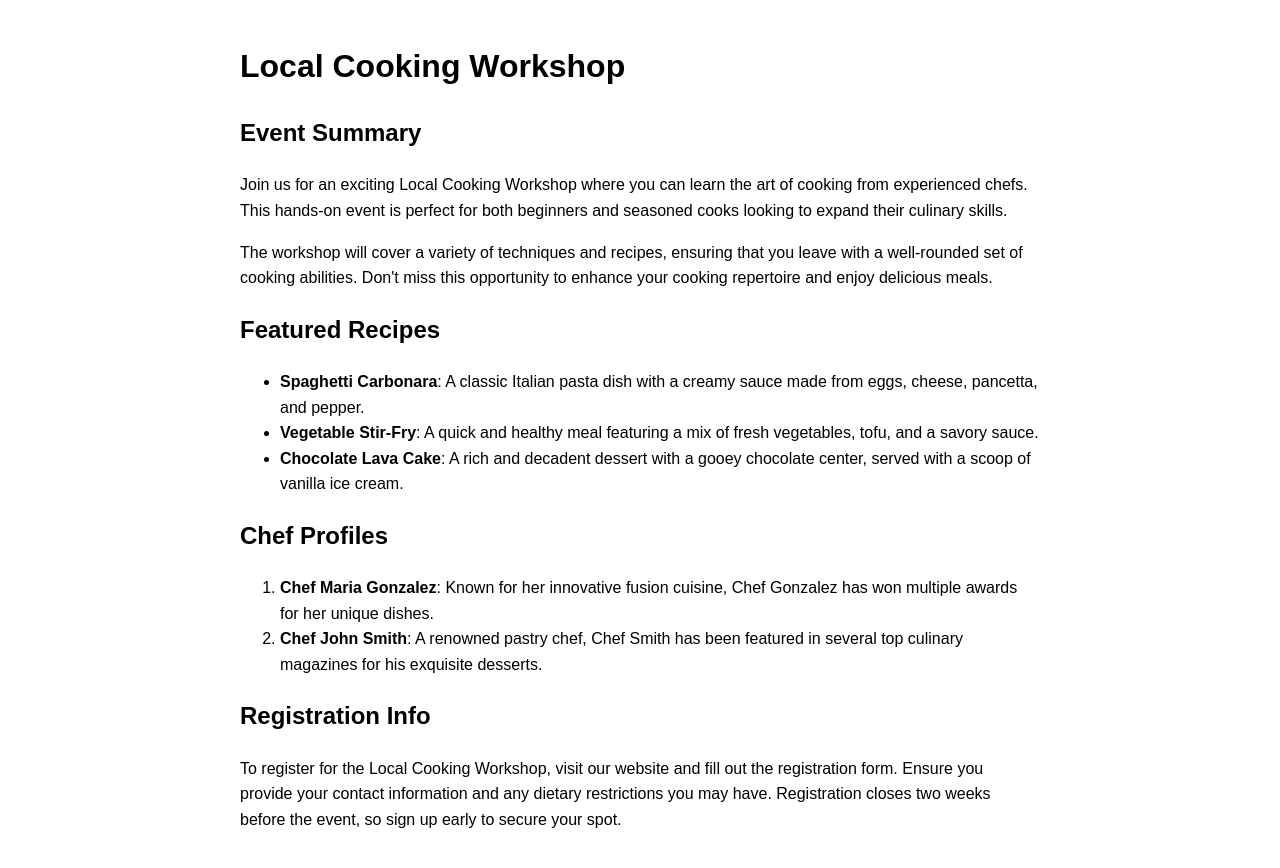 Local Cooking Workshop
Event Summary
Join us for an exciting Local Cooking Workshop where you can learn the art of cooking from experienced chefs.
This hands-on event is perfect for both beginners and seasoned cooks looking to expand their culinary skills.
The workshop will cover a variety of techniques and recipes, ensuring that you leave with a well-rounded set of
cooking abilities. Don't miss this opportunity to enhance your cooking repertoire and enjoy delicious meals.
Featured Recipes
• Spaghetti Carbonara: A classic Italian pasta dish with a creamy sauce made from eggs, cheese, pancetta,
and pepper.
• Vegetable Stir-Fry: A quick and healthy meal featuring a mix of fresh vegetables, tofu, and a savory sauce.
• Chocolate Lava Cake: A rich and decadent dessert with a gooey chocolate center, served with a scoop of
vanilla ice cream.
Chef Profiles
1. Chef Maria Gonzalez: Known for her innovative fusion cuisine, Chef Gonzalez has won multiple awards
for her unique dishes.
2. Chef John Smith: A renowned pastry chef, Chef Smith has been featured in several top culinary
magazines for his exquisite desserts.
Registration Info
To register for the Local Cooking Workshop, visit our website and fill out the registration form. Ensure you
provide your contact information and any dietary restrictions you may have. Registration closes two weeks
before the event, so sign up early to secure your spot.